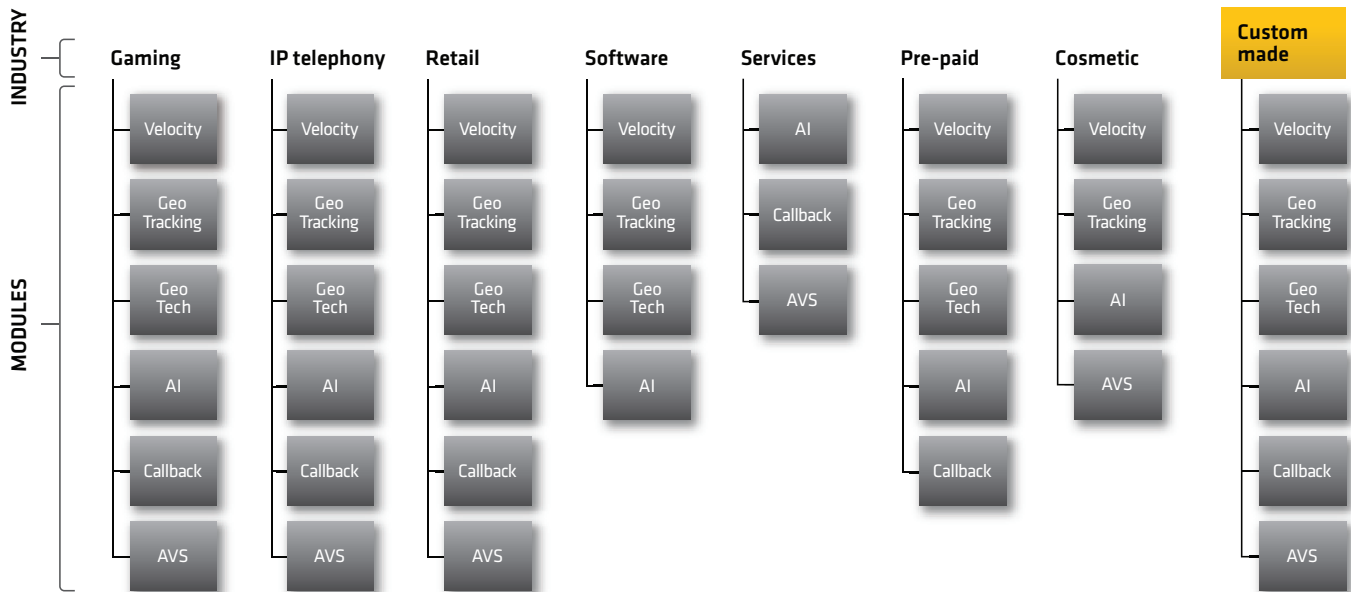 INDUSTRY
MODULES
Gaming
Velocity
Geo
Tracking
Geo
Tech
AI
Callback
AVS
IP telephony
Velocity
Geo
Tracking
Geo
Tech
AI
Callback
AVS
Retail
Velocity
Geo
Tracking
Geo
Tech
AI
Callback
AVS
Software
Velocity
Geo
Tracking
Geo
Tech
AI
Services
AI
Callback
AVS
Pre-paid
Velocity
Geo
Tracking
Geo
Tech
AI
Callback
Cosmetic
Velocity
Geo
Tracking
AI
AVS
Custom
made
Velocity
Geo
Tracking
Geo
Tech
AI
Callback
AVS